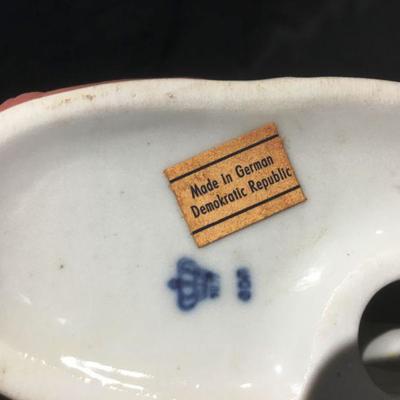 Made in German
Demokratic Republic